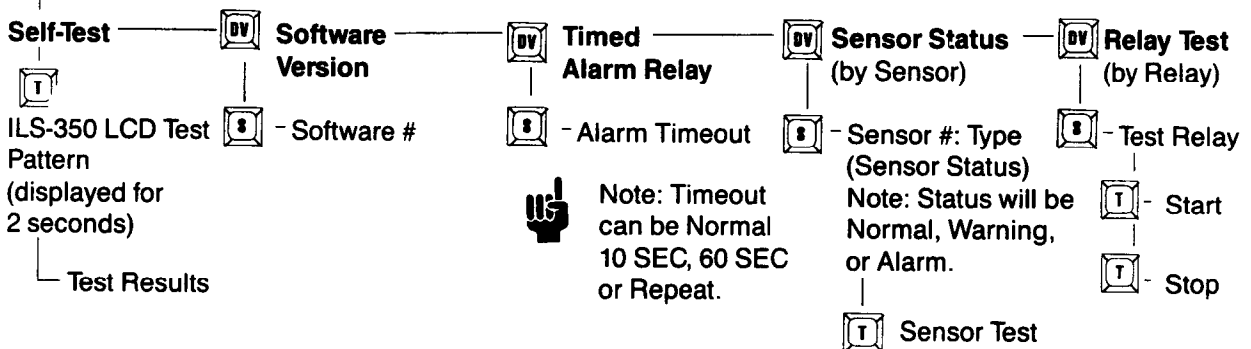 Self-Test DV Software Version DV Timed Alarm Relay DV Sensor Status (by Sensor) DV Relay Test (by Relay)
T
ILS-350 LCD Test Pattern
(displayed for
2 seconds)
Test Results
S - Software #
S - Alarm Timeout
Note: Timeout
can be Normal
10 SEC, 60 SEC
or Repeat.
S - Sensor #: Type
(Sensor Status)
Note: Status will be
Normal, Warning,
or Alarm.
T Sensor Test
S - Test Relay
T - Start
T - Stop